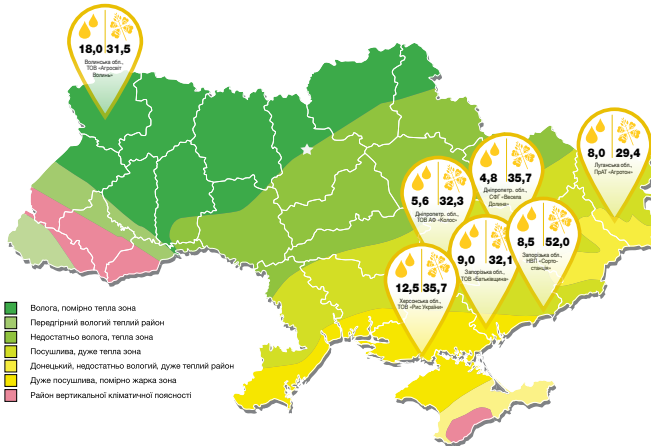 18,0 31,5
Волинська обл.,
ТОВ «Агросвіт
Волинь»
8,0 29,4
Луганська обл.,
ПрАТ «Агротон»
4,8 35,7
Дніпропетр. обл.,
СФГ «Весела
Долина»
5,6 32,3
Дніпропетр. обл.,
ТОВ АФ «Колос»
8,5 52,0
Запорізька обл.,
НВП «Сорто-
станція»
9,0 32,1
Запорізька обл.,
ТОВ «Батьківщина»
12,5 35,7
Херсонська обл.,
ТОВ «Рис України»
Волога, помірно тепла зона
Передгірний вологий теплий район
Недостатньо волога, тепла зона
Посушлива, дуже тепла зона
Донецький, недостатньо вологий, дуже теплий район
Дуже посушлива, помірно жарка зона
Район вертикальної кліматичної поясності